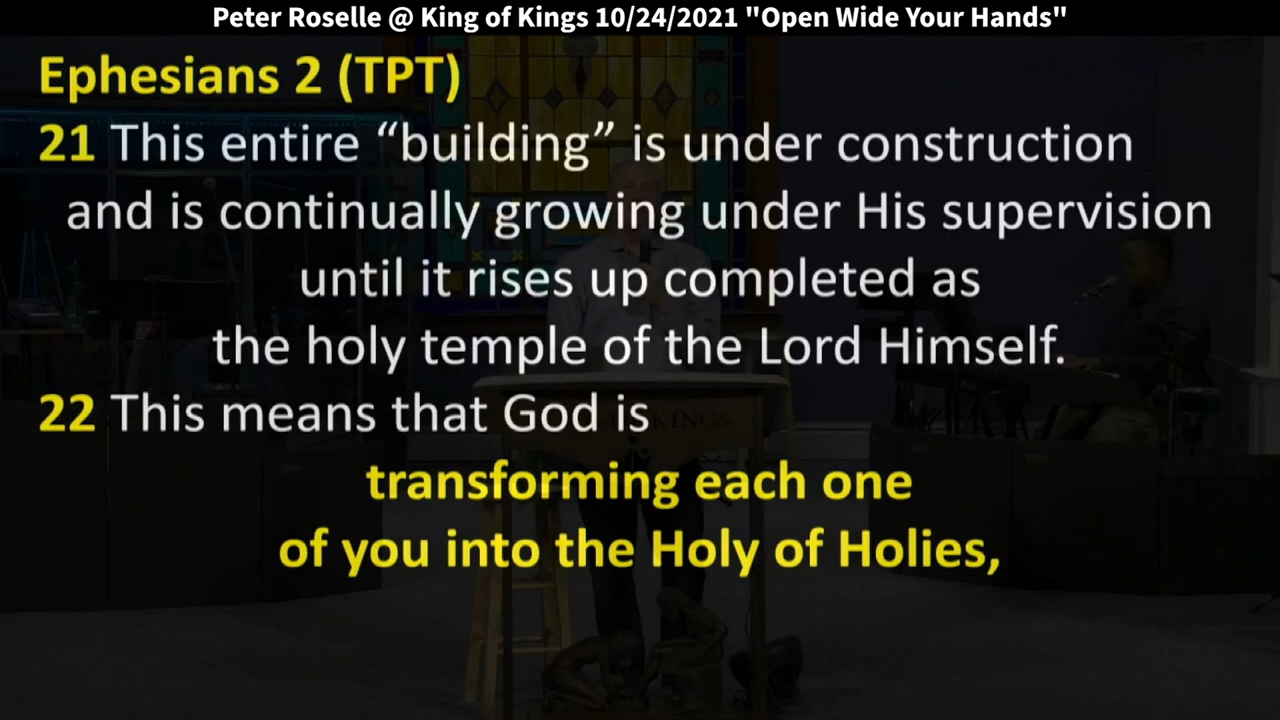 Peter Roselle @ King of Kings 10/24/2021 "Open Wide Your Hands"
Ephesians 2 (TPT)
21 This entire “building” is under construction
and is continually growing under His supervision
until it rises up completed as
the holy temple of the Lord Himself.
22 This means that God is
KINGS
transforming each one
of you into the Holy of Holies,